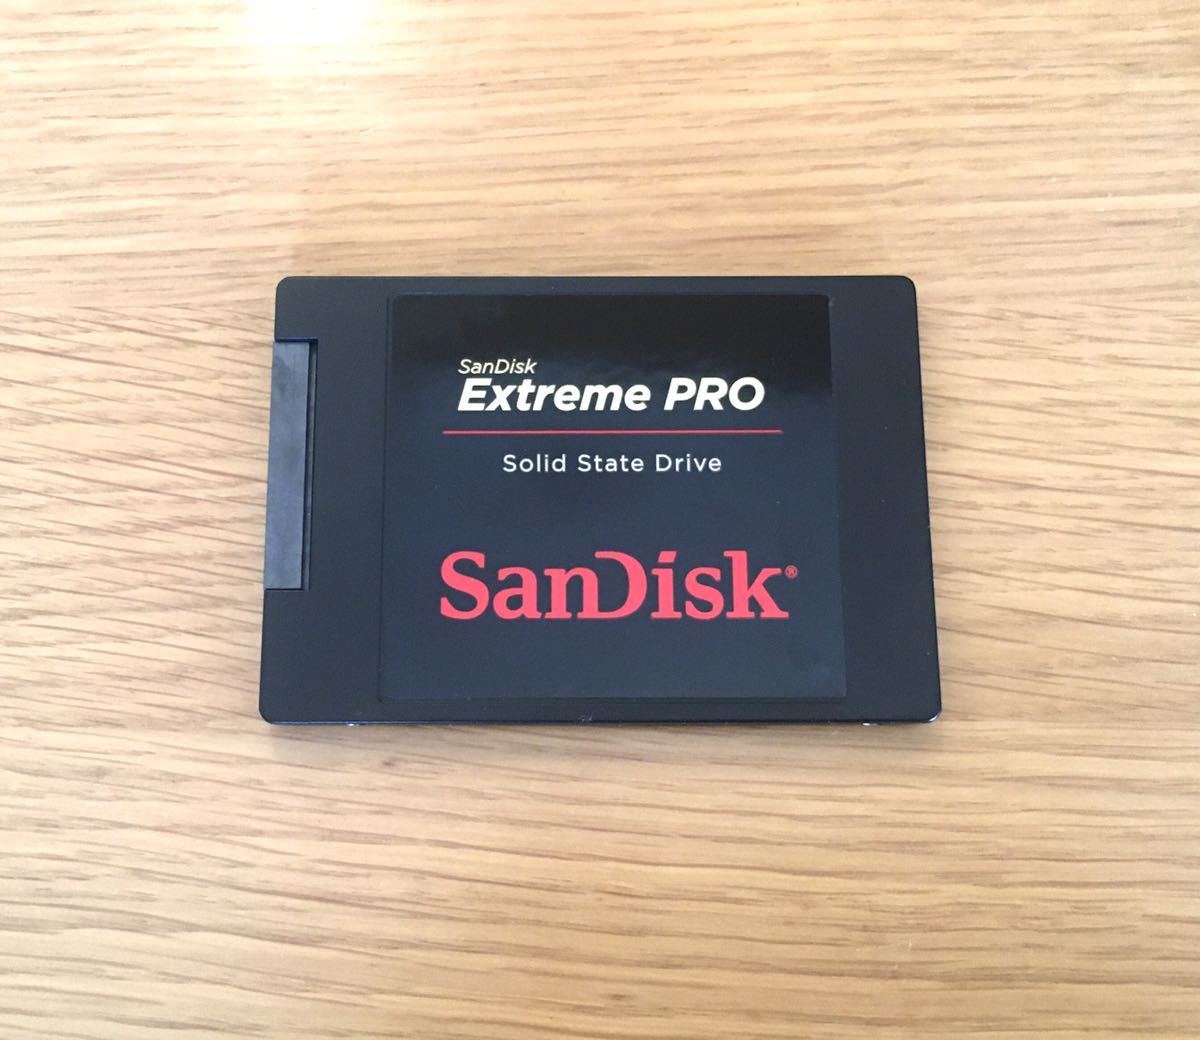 SanDisk
Extreme PRO
Solid State Drive
SanDisk®